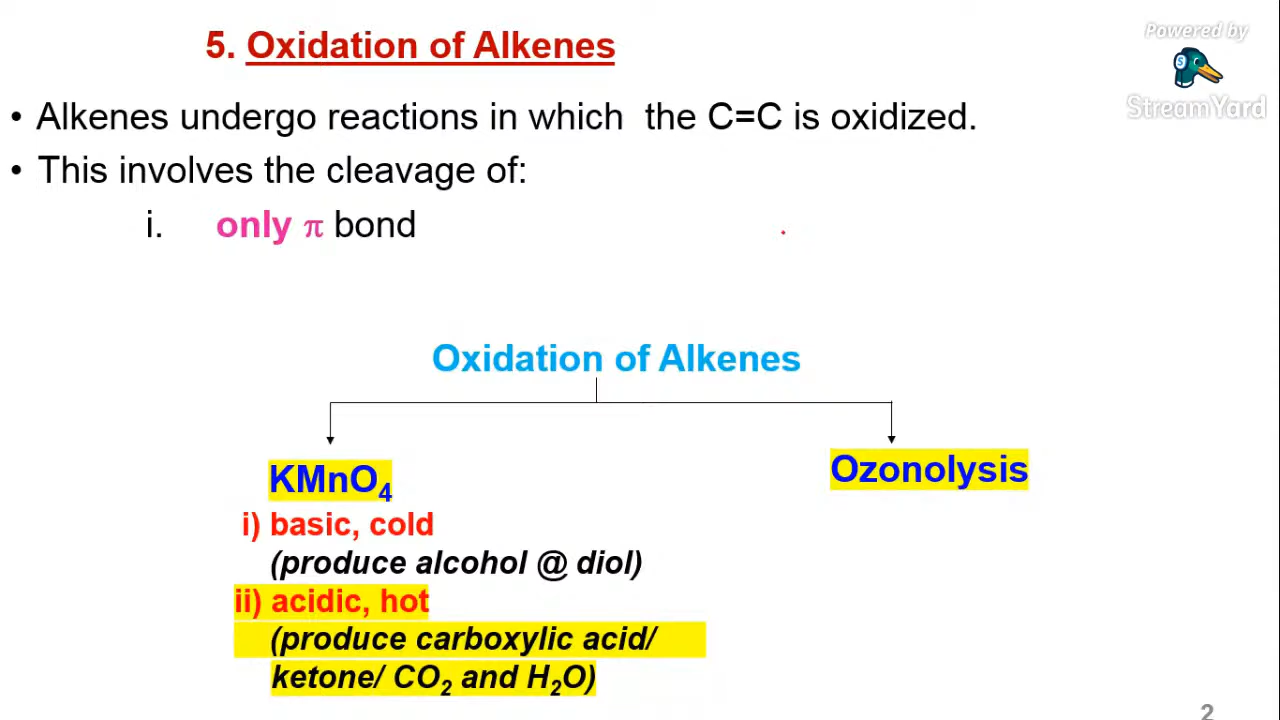 5. Oxidation of Alkenes
Powered by
StreamYard
• Alkenes undergo reactions in which the C=C is oxidized.
• This involves the cleavage of:
i. only π bond
Oxidation of Alkenes
KMnO₄
Ozonolysis
i) basic, cold
(produce alcohol @ diol)
ii) acidic, hot
(produce carboxylic acid/
ketone/ CO₂ and H₂O)
2